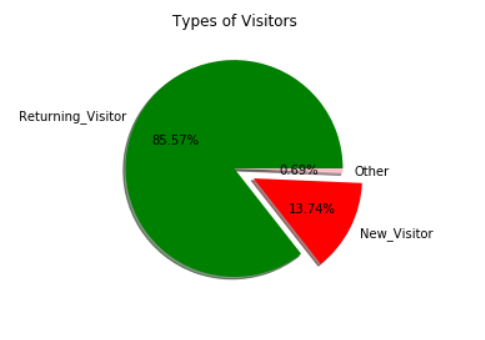 Types of Visitors
Returning_Visitor
85.57%
0.69%
Other
13.74%
New_Visitor